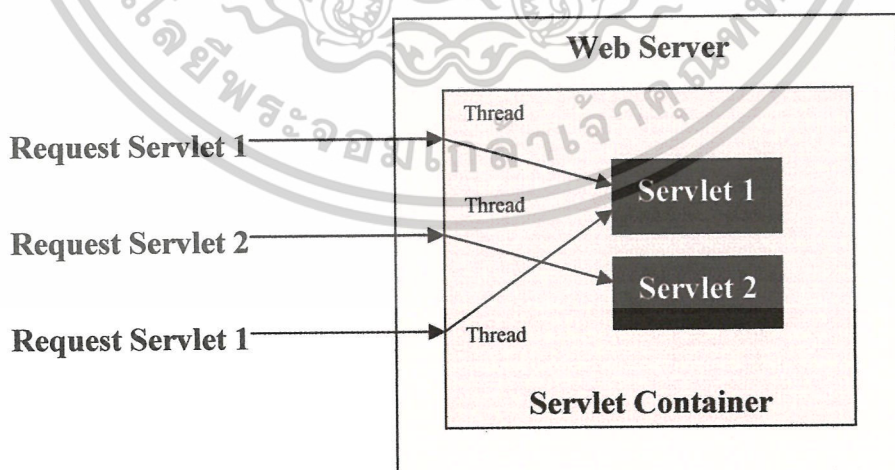 Web Server
Thread
Request Servlet 1
Servlet 1
Thread
Request Servlet 2
Servlet 2
Request Servlet 1
Thread
Servlet Container